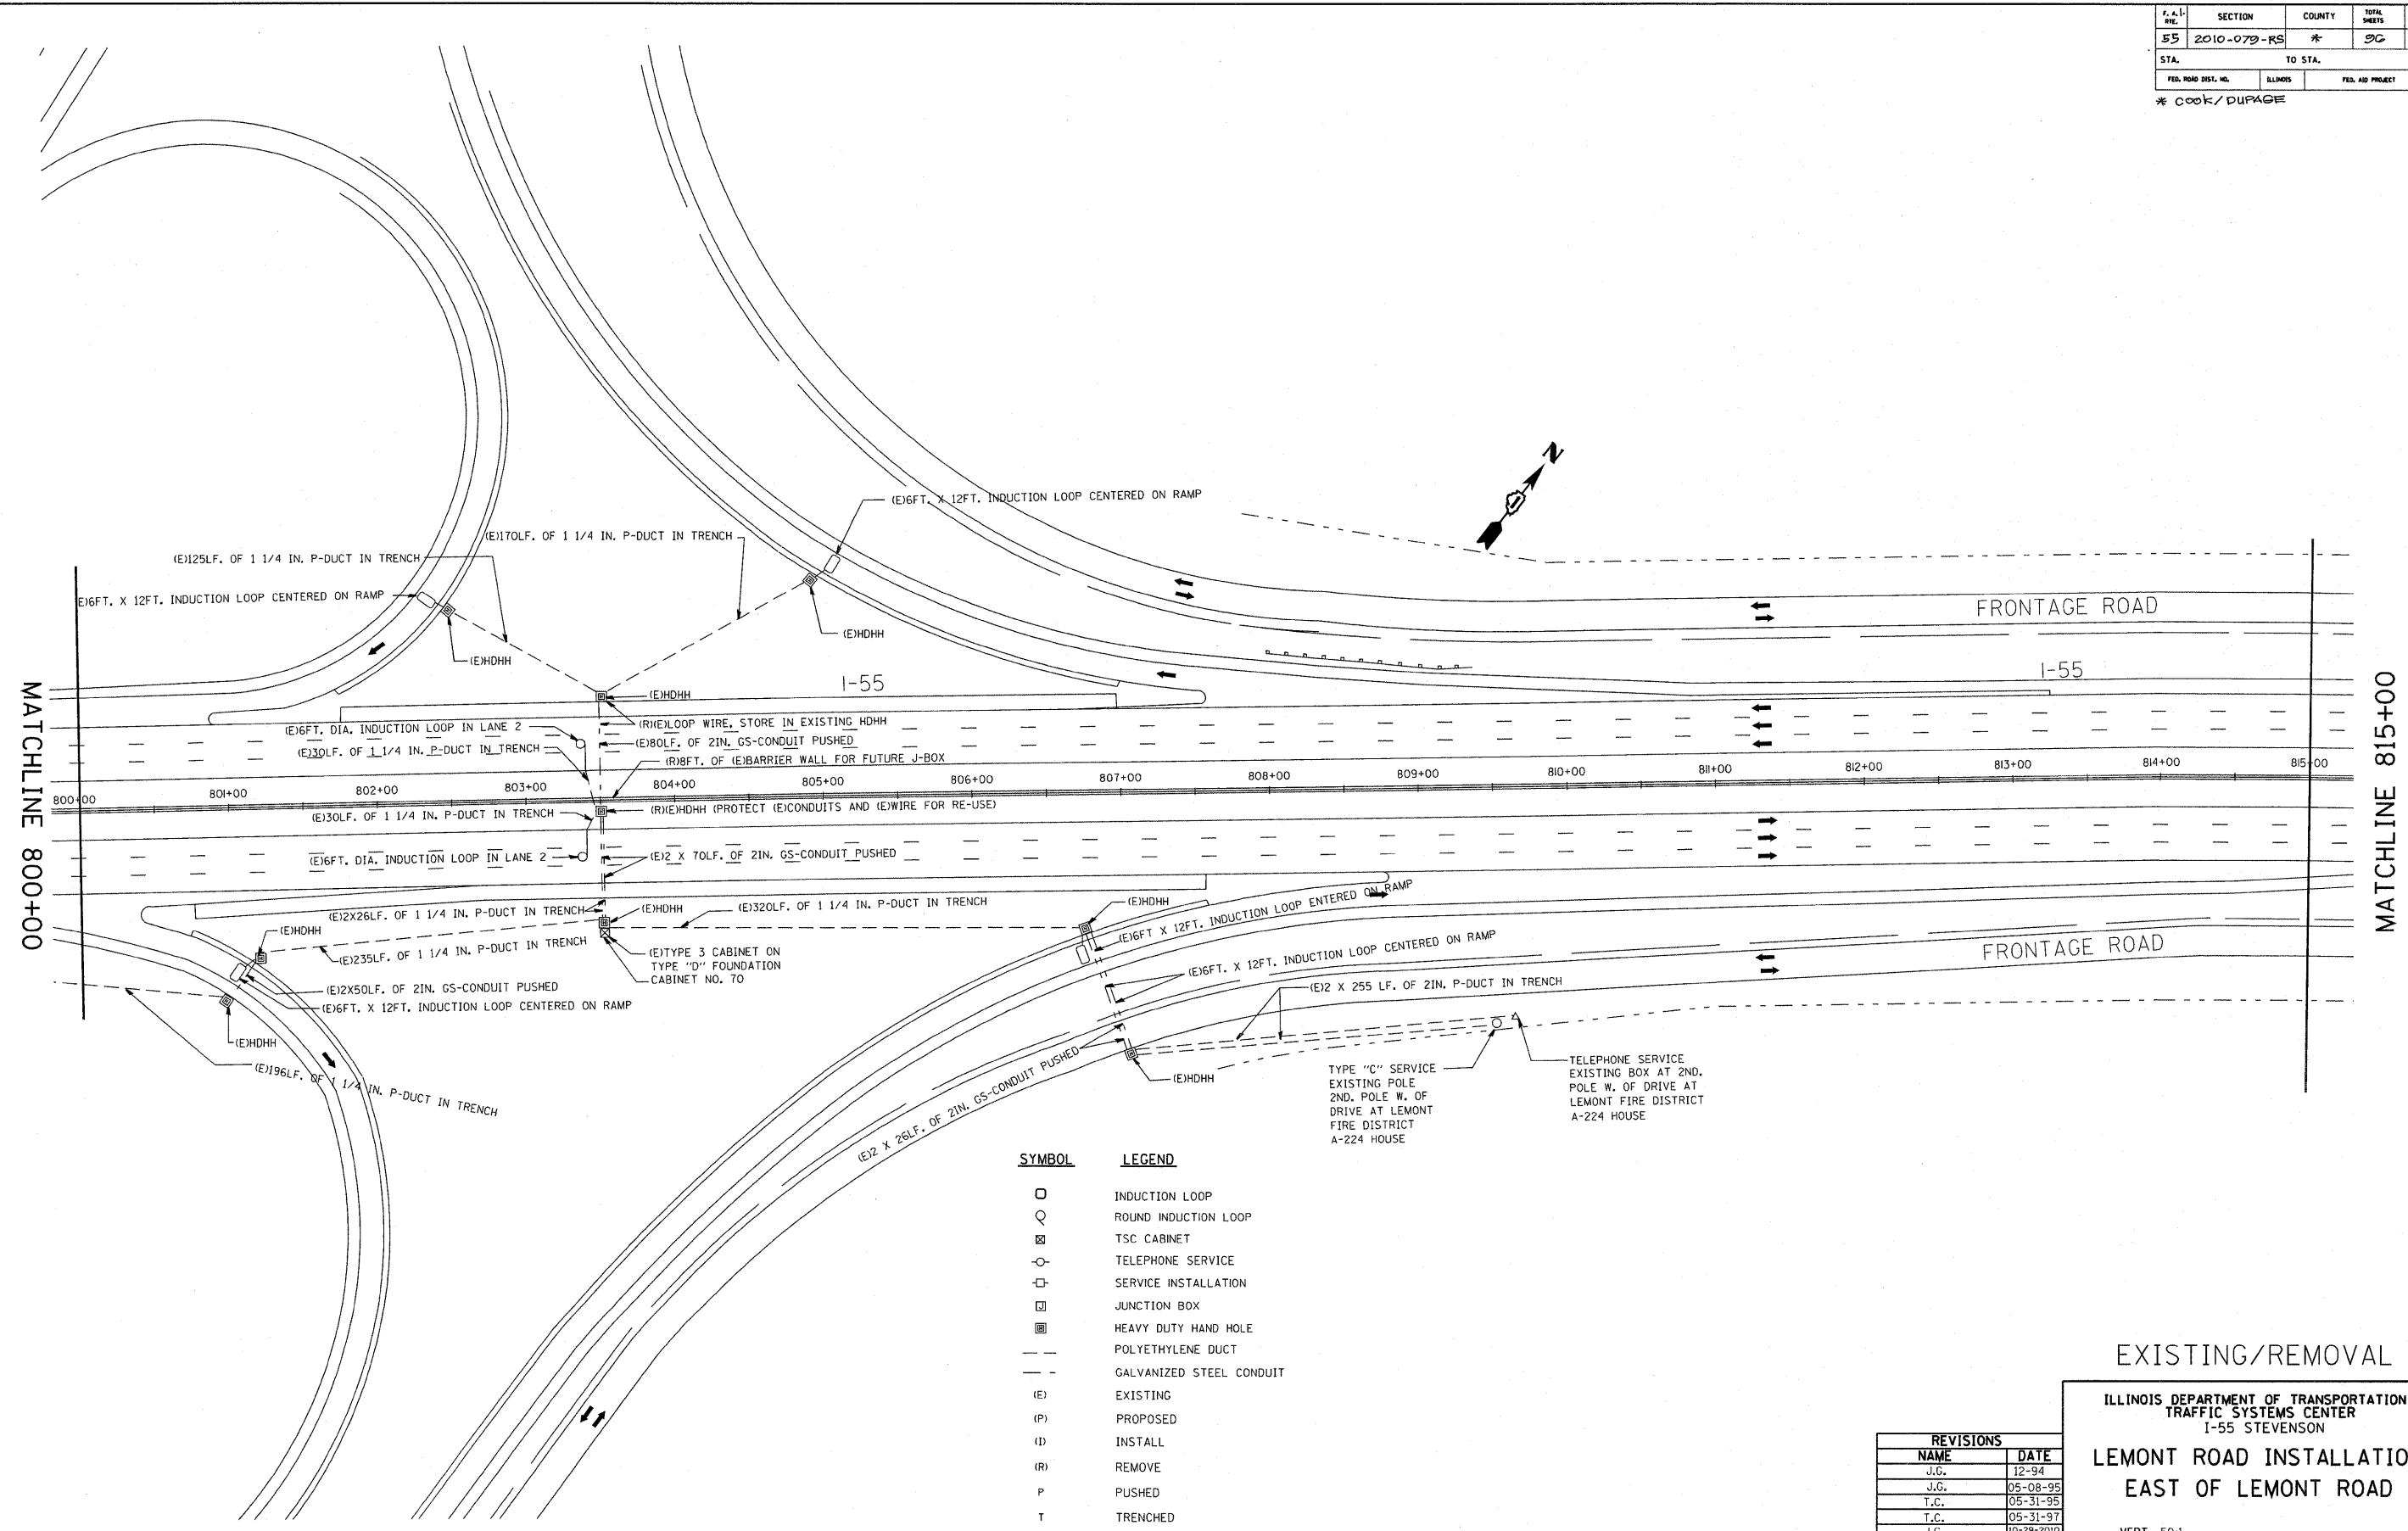 F. A. I. RTE. SECTION COUNTY TOTAL SHEETS
55 2010-079-RS * 96
STA. TO STA.
FED. ROAD DIST. NO. ILLINOIS FED. AID PROJECT
* COOK/DUPAGE
N
(E)6FT. X 12FT. INDUCTION LOOP CENTERED ON RAMP
(E)170LF. OF 1 1/4 IN. P-DUCT IN TRENCH
(E)125LF. OF 1 1/4 IN. P-DUCT IN TRENCH
E)6FT. X 12FT. INDUCTION LOOP CENTERED ON RAMP
(E)HDHH
(E)HDHH
FRONTAGE ROAD
I-55
I-55
(E)HDHH
(R)(E)LOOP WIRE, STORE IN EXISTING HDHH
(E)6FT. DIA. INDUCTION LOOP IN LANE 2
(E)80LF. OF 2IN. GS-CONDUIT PUSHED
(E)30LF. OF 1 1/4 IN. P-DUCT IN TRENCH
(R)8FT. OF (E)BARRIER WALL FOR FUTURE J-BOX
MATCHLINE 800+00
MATCHLINE 815+00
800+00 801+00 802+00 803+00 804+00 805+00 806+00 807+00 808+00 809+00 810+00 811+00 812+00 813+00 814+00 815+00
(R)(E)HDHH (PROTECT (E)CONDUITS AND (E)WIRE FOR RE-USE)
(E)30LF. OF 1 1/4 IN. P-DUCT IN TRENCH
(E)6FT. DIA. INDUCTION LOOP IN LANE 2
(E)2 X 70LF. OF 2IN. GS-CONDUIT PUSHED
(E)2X26LF. OF 1 1/4 IN. P-DUCT IN TRENCH
(E)HDHH
(E)320LF. OF 1 1/4 IN. P-DUCT IN TRENCH
(E)HDHH
(E)6FT X 12FT. INDUCTION LOOP ENTERED ON RAMP
(E)HDHH
(E)235LF. OF 1 1/4 IN. P-DUCT IN TRENCH
(E)TYPE 3 CABINET ON
TYPE "D" FOUNDATION
CABINET NO. 70
(E)6FT. X 12FT. INDUCTION LOOP CENTERED ON RAMP
FRONTAGE ROAD
(E)2X50LF. OF 2IN. GS-CONDUIT PUSHED
(E)6FT. X 12FT. INDUCTION LOOP CENTERED ON RAMP
(E)2 X 255 LF. OF 2IN. P-DUCT IN TRENCH
(E)HDHH
(E)196LF. OF 1 1/4 IN. P-DUCT IN TRENCH
(E)HDHH
(E)2 X 26LF. OF 2IN. GS-CONDUIT PUSHED
TYPE "C" SERVICE
EXISTING POLE
2ND. POLE W. OF
DRIVE AT LEMONT
FIRE DISTRICT
A-224 HOUSE
TELEPHONE SERVICE
EXISTING BOX AT 2ND.
POLE W. OF DRIVE AT
LEMONT FIRE DISTRICT
A-224 HOUSE
SYMBOL LEGEND
INDUCTION LOOP
ROUND INDUCTION LOOP
TSC CABINET
TELEPHONE SERVICE
SERVICE INSTALLATION
J JUNCTION BOX
H HEAVY DUTY HAND HOLE
POLYETHYLENE DUCT
GALVANIZED STEEL CONDUIT
(E) EXISTING
(P) PROPOSED
(I) INSTALL
(R) REMOVE
P PUSHED
T TRENCHED
EXISTING/REMOVAL
ILLINOIS DEPARTMENT OF TRANSPORTATION
TRAFFIC SYSTEMS CENTER
I-55 STEVENSON
LEMONT ROAD INSTALLATIO
EAST OF LEMONT ROAD
REVISIONS
NAME DATE
J.G. 12-94
J.G. 05-08-95
T.C. 05-31-95
T.C. 05-31-97
10-29-2010